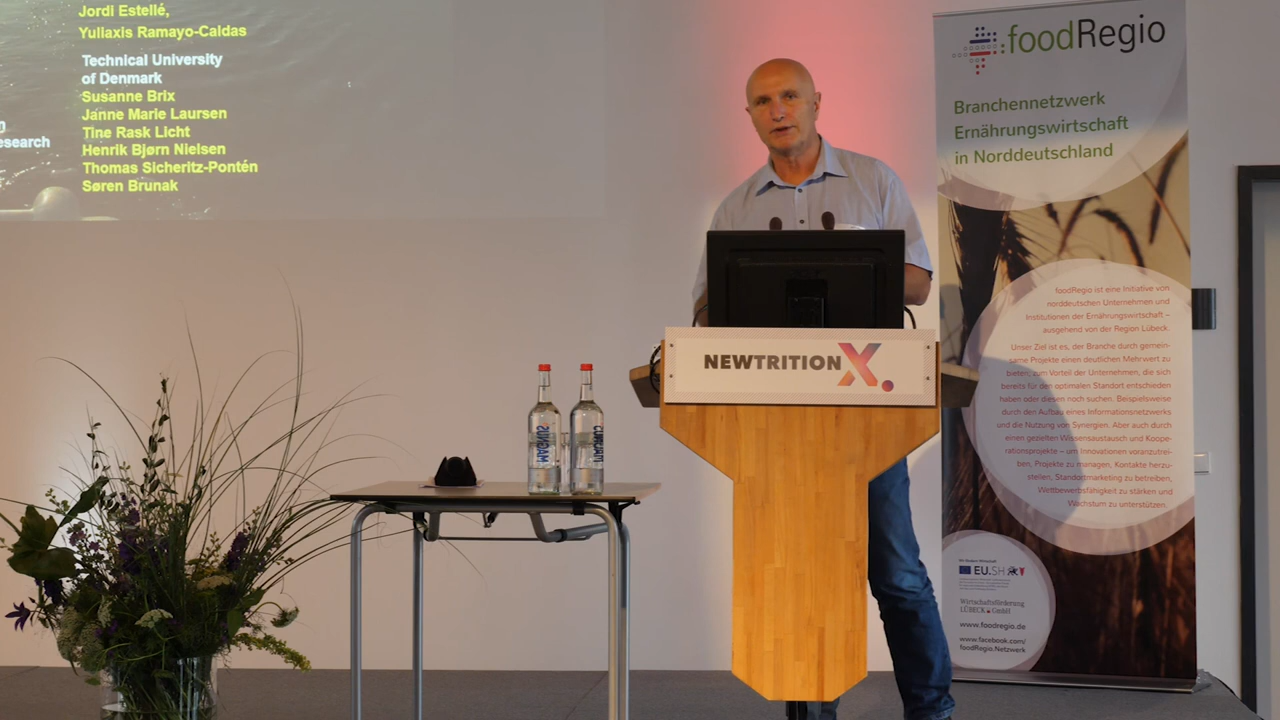 Jordi Estellé,
Yuliaxis Ramayo-Caldas
Technical University
of Denmark
Susanne Brix
Janne Marie Laursen
Tine Rask Licht
Henrik Bjørn Nielsen
Thomas Sicheritz-Pontén
Søren Brunak
esearch
foodRegio
Branchennetzwerk
Ernährungswirtschaft
in Norddeutschland
foodRegio ist eine Initiative von
norddeutschen Unternehmen und
Institutionen der Ernährungswirtschaft –
ausgehend von der Region Lübeck.
Unser Ziel ist es, der Branche durch gemein-
same Projekte einen deutlichen Mehrwert zu
bieten, zum Vorteil der Unternehmen, die sich
bereits für den optimalen Standort entschieden
haben oder diesen noch suchen. Beispielsweise
durch den Aufbau eines Informationsnetzwerks
und die Nutzung von Synergien. Aber auch durch
einen gezielten Wissensaustausch und Koope-
rationsprojekte – um Innovationen voranzutrei-
ben, Projekte zu managen, Kontakte herzu-
stellen, Standortmarketing zu betreiben,
Wettbewerbsfähigkeit zu stärken und
Wachstum zu unterstützen.
EU.SH
Wirtschaftsförderung
LÜBECK GmbH
www.foodregio.de
www.facebook.com/
foodRegio.Netzwerk
NEWTRITION X.